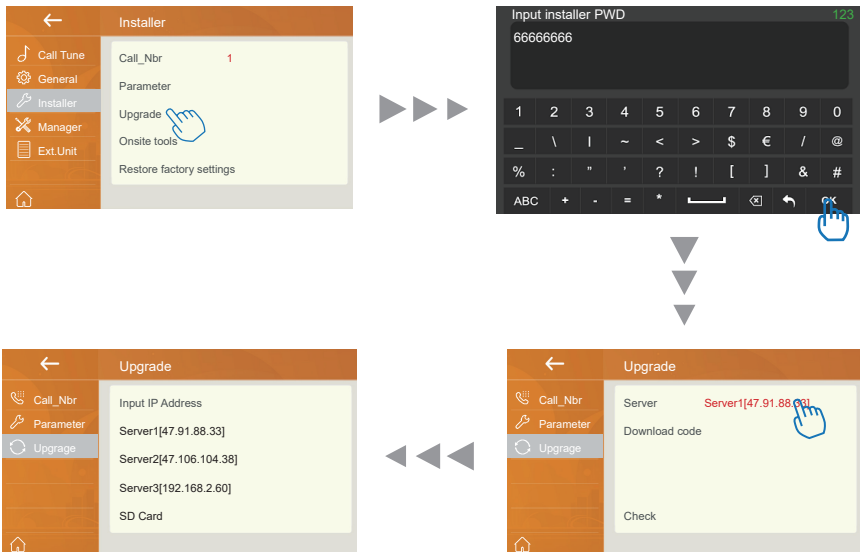 Installer
Call Tune
General
Installer
Manager
Ext.Unit
Call_Nbr 1
Parameter
Upgrade
Onsite tools
Restore factory settings
Input installer PWD 123
66666666
1 2 3 4 5 6 7 8 9 0
_ \ I ~ < > $ € / @
% : " ' ? ! [ ] & #
ABC + - = * OK
Upgrade
Call_Nbr
Parameter
Upgrage
Input IP Address
Server1[47.91.88.33]
Server2[47.106.104.38]
Server3[192.168.2.60]
SD Card
Upgrade
Call_Nbr
Parameter
Upgrage
Server Server1[47.91.88.33]
Download code
Check